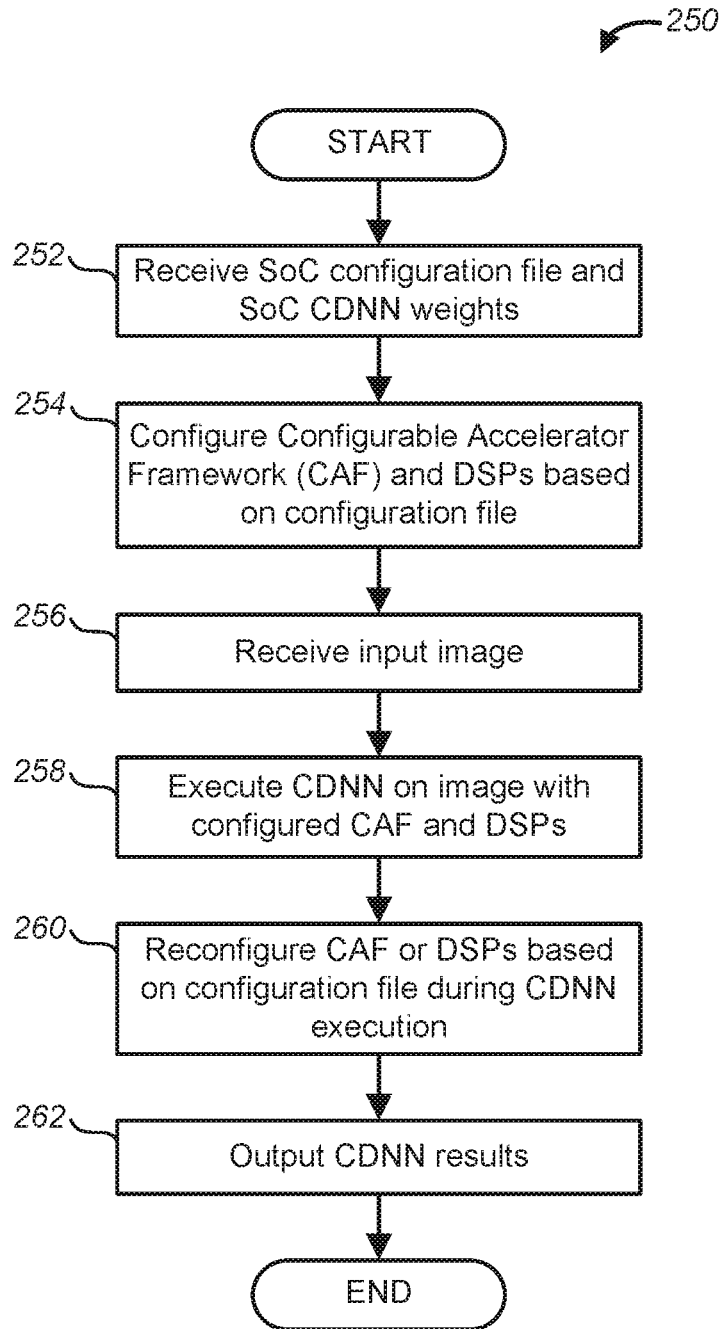 250
START
252
Receive SoC configuration file and
SoC CDNN weights
254
Configure Configurable Accelerator
Framework (CAF) and DSPs based
on configuration file
256
Receive input image
258
Execute CDNN on image with
configured CAF and DSPs
260
Reconfigure CAF or DSPs based
on configuration file during CDNN
execution
262
Output CDNN results
END